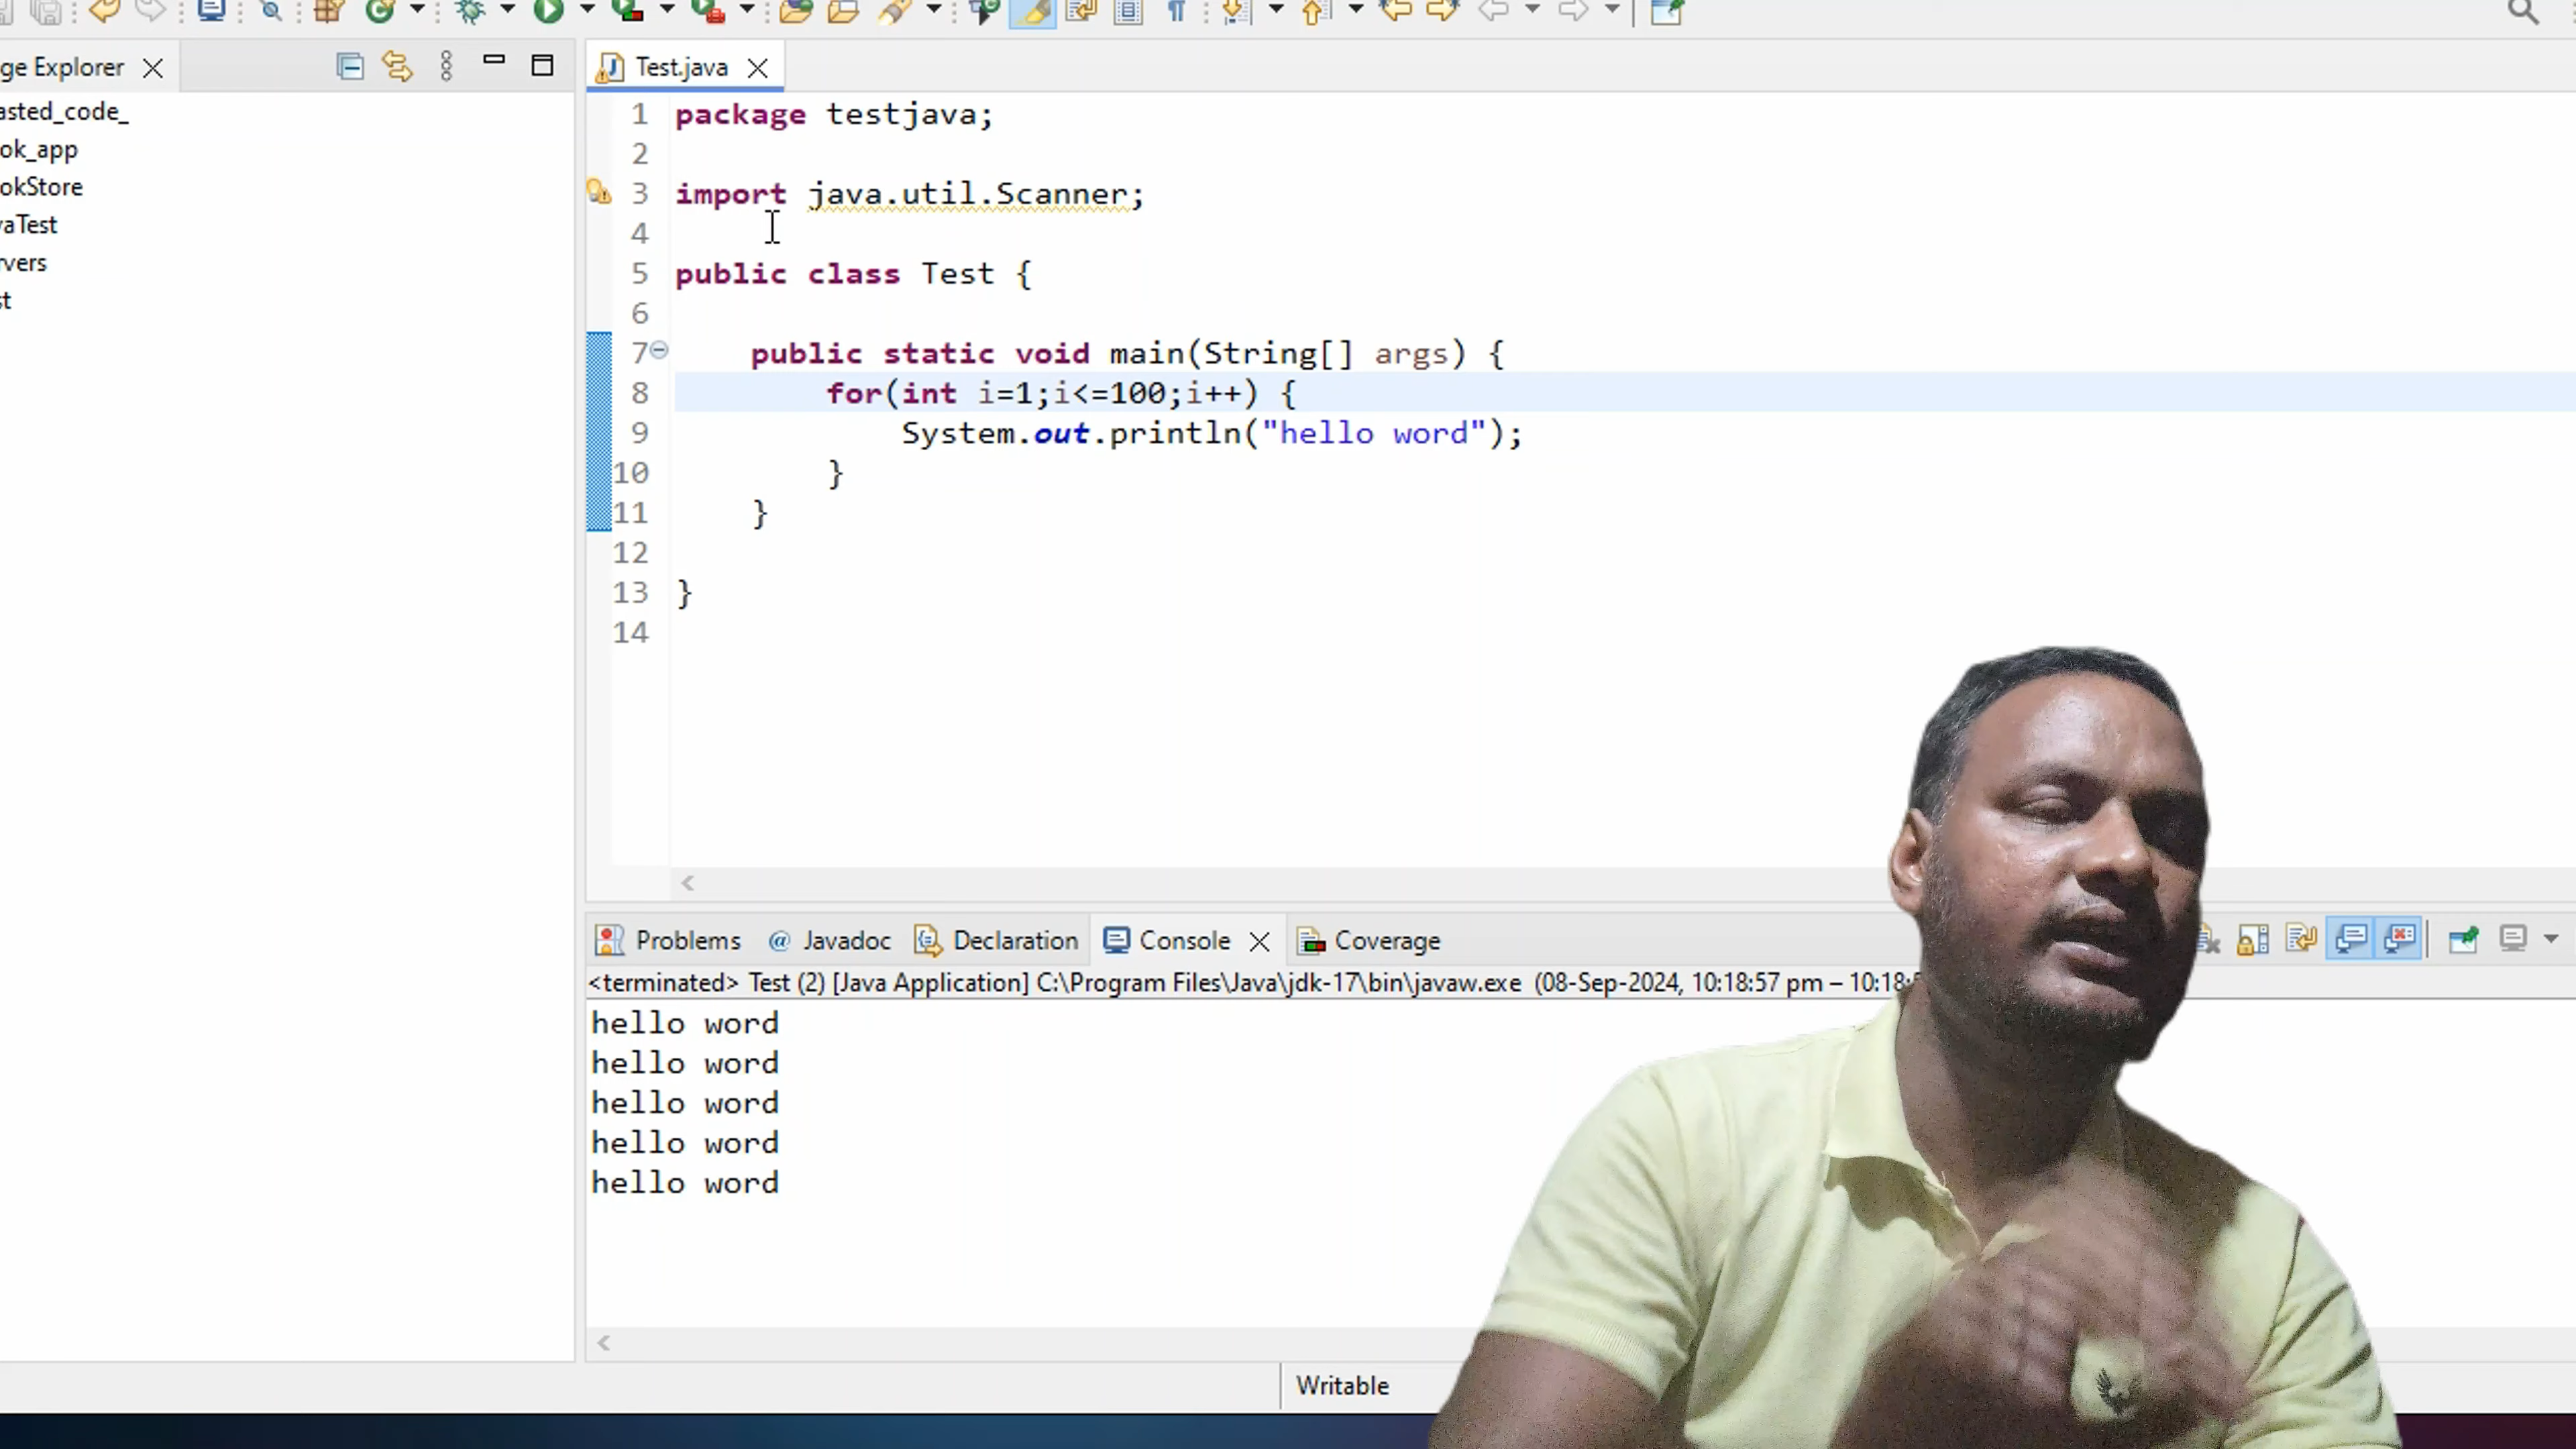 ge Explorer
asted_code_
ok_app
okStore
vaTest
rvers
st
Test.java
1 package testjava;
2
3 import java.util.Scanner;
4
5 public class Test {
6
7 public static void main(String[] args) {
8 for(int i=1;i<=100;i++) {
9 System.out.println("hello word");
10 }
11 }
12
13 }
14
Problems @ Javadoc Declaration Console Coverage
<terminated> Test (2) [Java Application] C:\Program Files\Java\jdk-17\bin\javaw.exe (08-Sep-2024, 10:18:57 pm – 10:18:
hello word
hello word
hello word
hello word
hello word
Writable